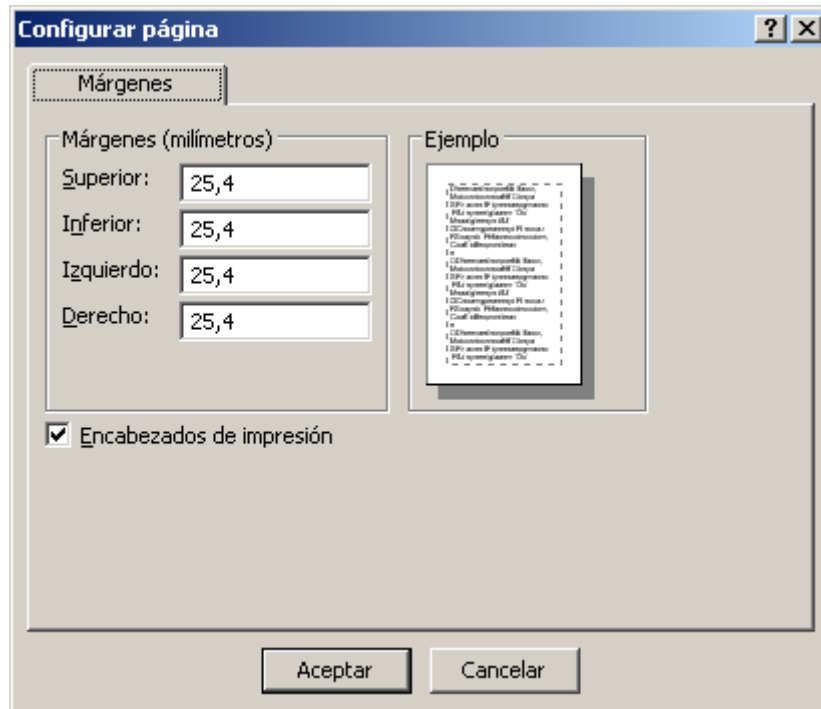 Configurar página
Márgenes
Márgenes (milímetros)
Superior: 25,4
Inferior: 25,4
Izquierdo: 25,4
Derecho: 25,4
Ejemplo
Encabezados de impresión
Aceptar
Cancelar